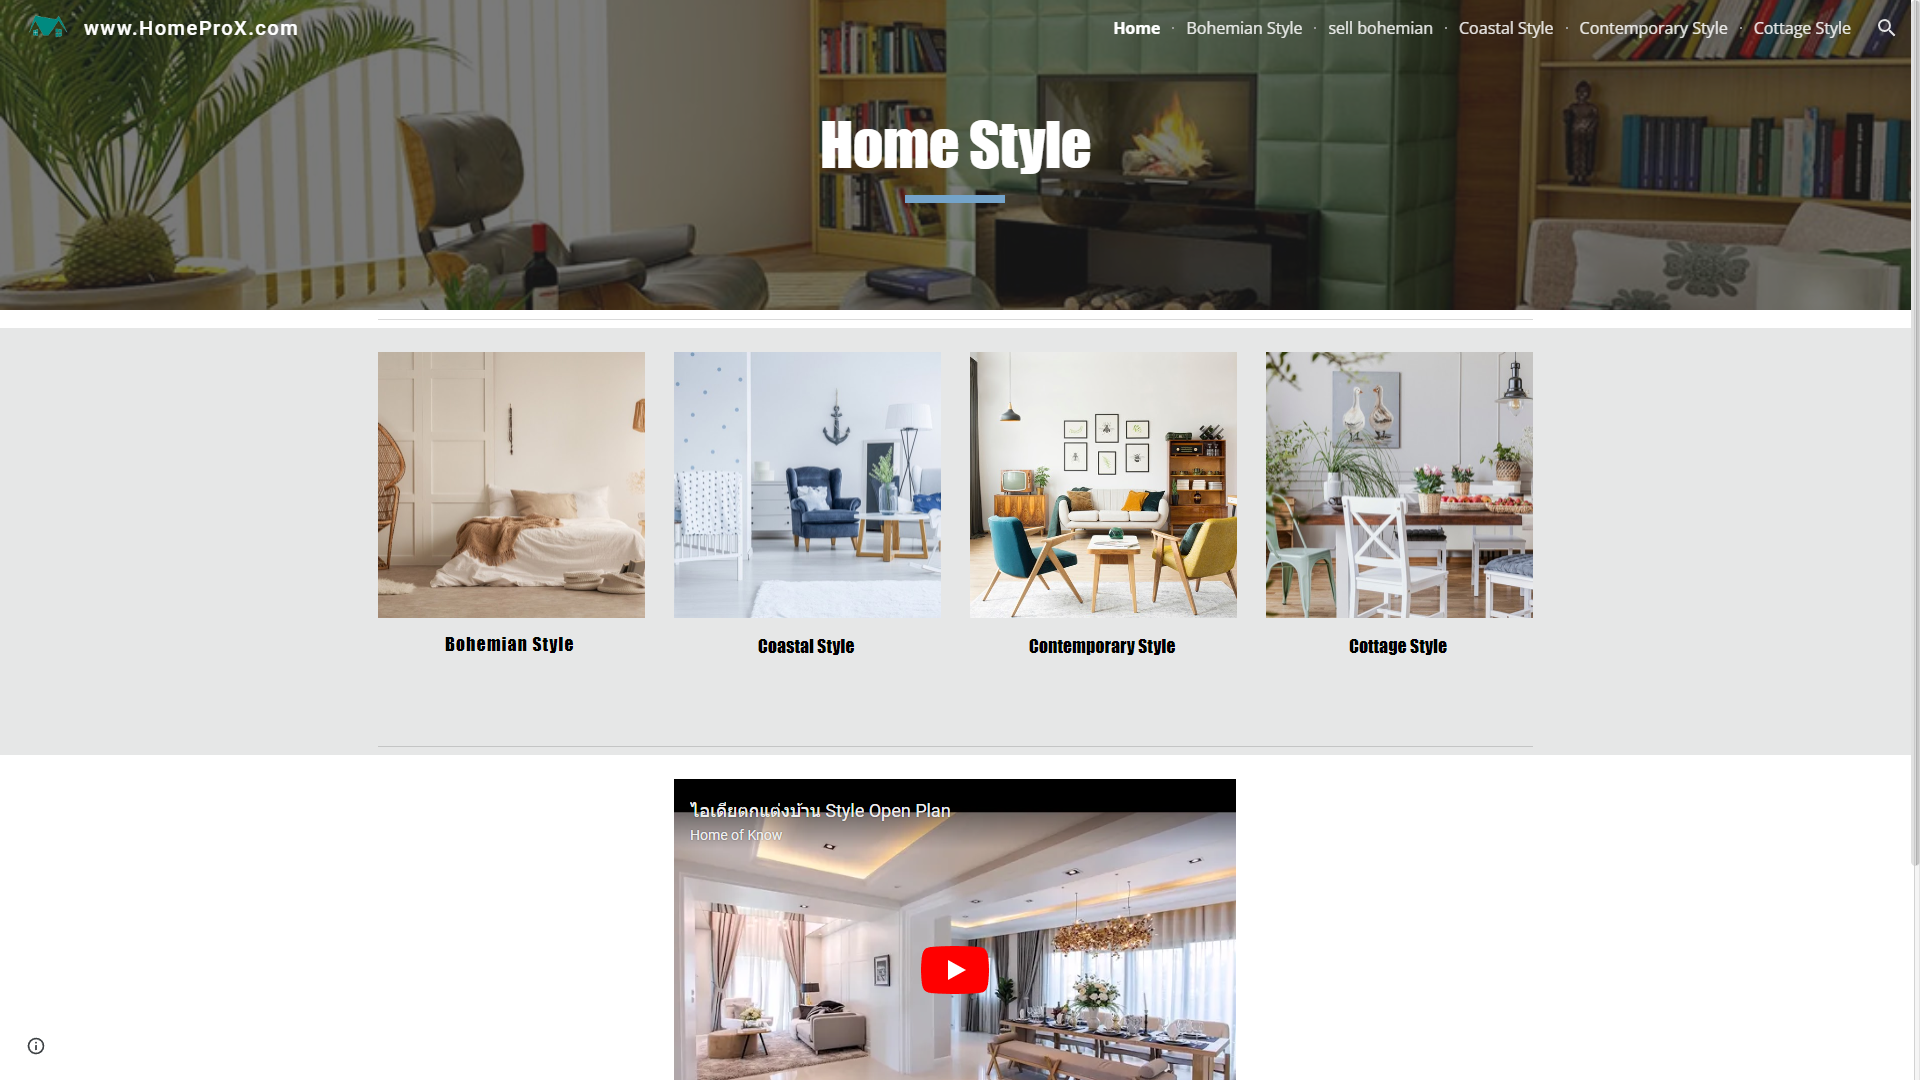 www.HomeProX.com
Home
Bohemian Style
sell bohemian
Coastal Style
Contemporary Style
Cottage Style
Home Style
Bohemian Style
Coastal Style
Contemporary Style
Cottage Style
ไอเดียตกแต่งบ้าน Style Open Plan
Home of Know